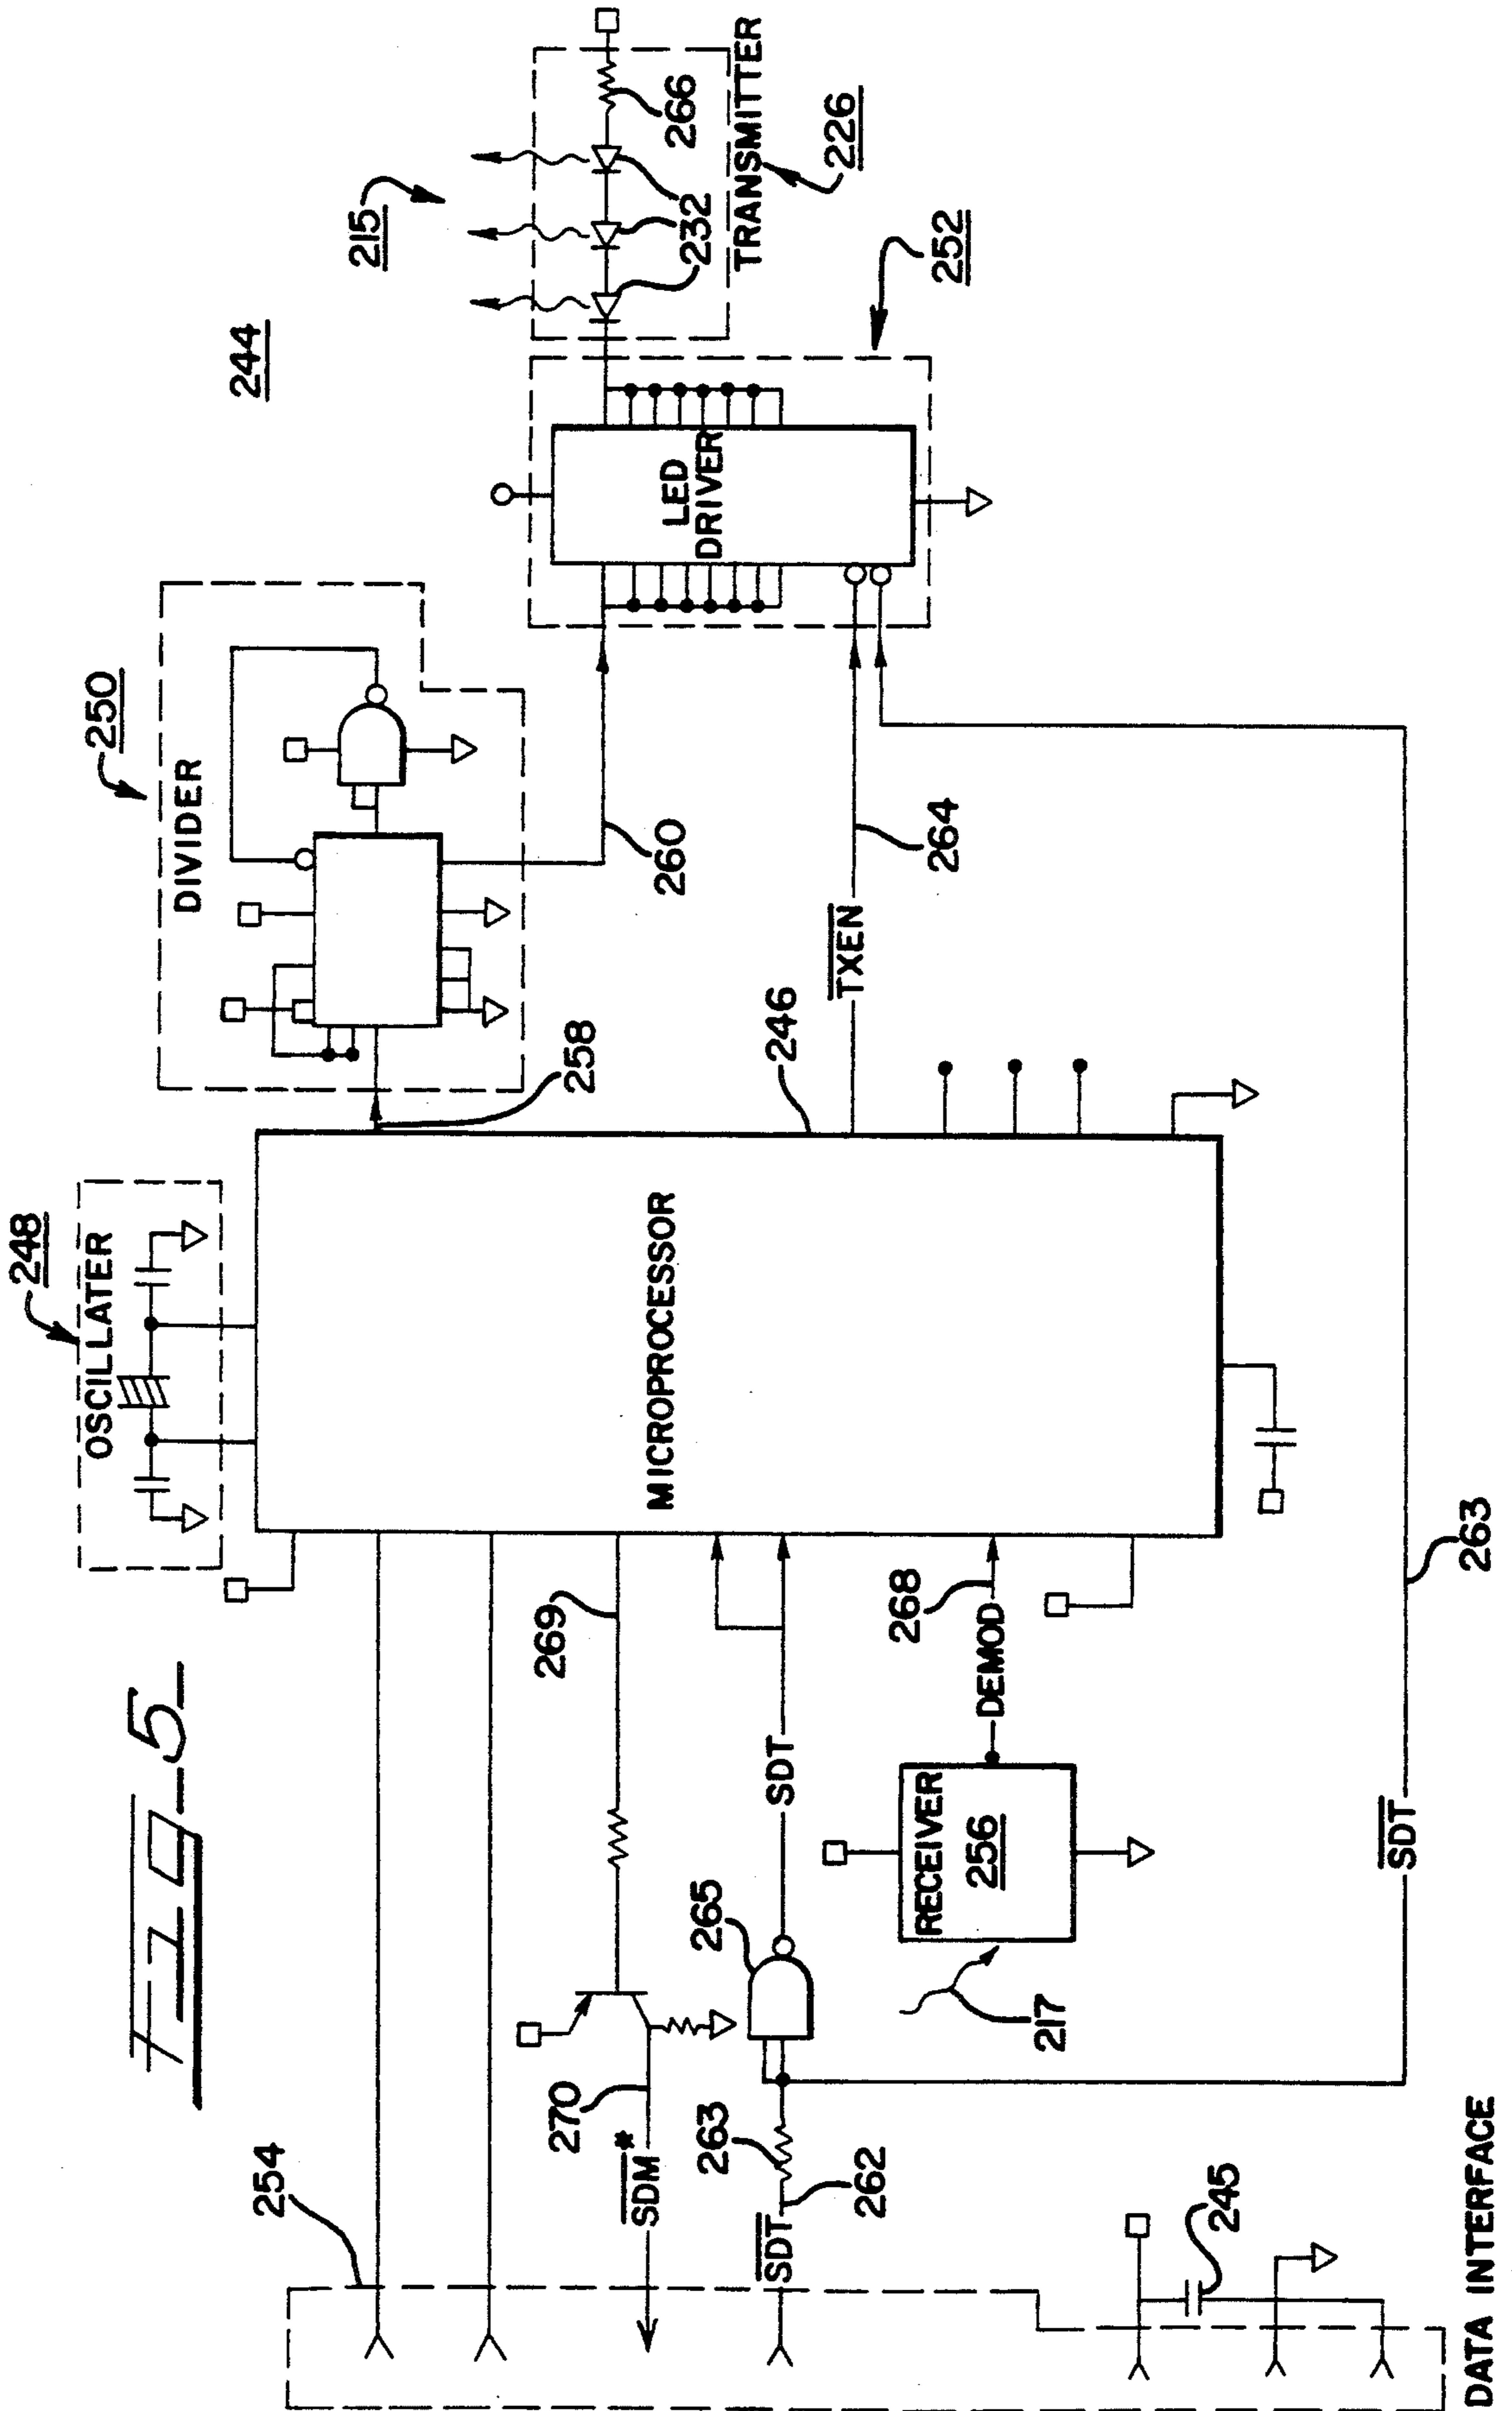 FIG. 5
248
OSCILLATER
250
DIVIDER
244
215
266
232
TRANSMITTER
226
252
LED
DRIVER
258
260
264
TXEN
246
MICROPROCESSOR
269
SDT
268
DEMOD
RECEIVER
256
217
265
254
270
SDM*
263
SDT
262
245
SDT
263
DATA INTERFACE